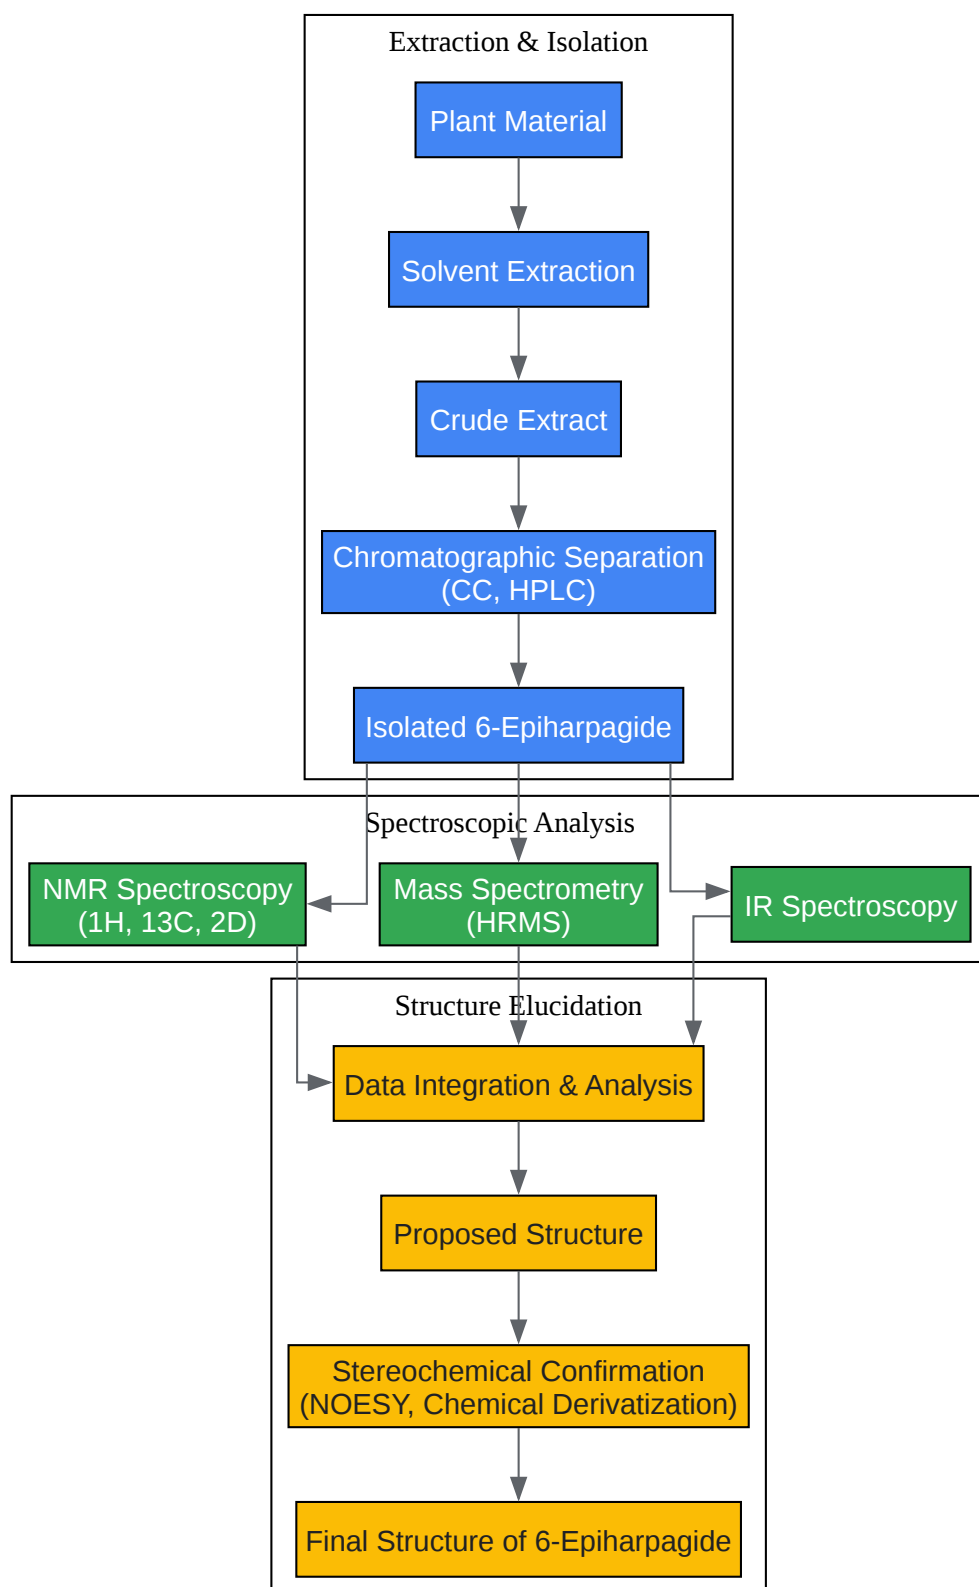 Extraction & Isolation
Plant Material
Solvent Extraction
Crude Extract
Chromatographic Separation
(CC, HPLC)
Isolated 6-Epiharpagide
Spectroscopic Analysis
NMR Spectroscopy
(1H, 13C, 2D)
Mass Spectrometry
(HRMS)
IR Spectroscopy
Structure Elucidation
Data Integration & Analysis
Proposed Structure
Stereochemical Confirmation
(NOESY, Chemical Derivatization)
Final Structure of 6-Epiharpagide